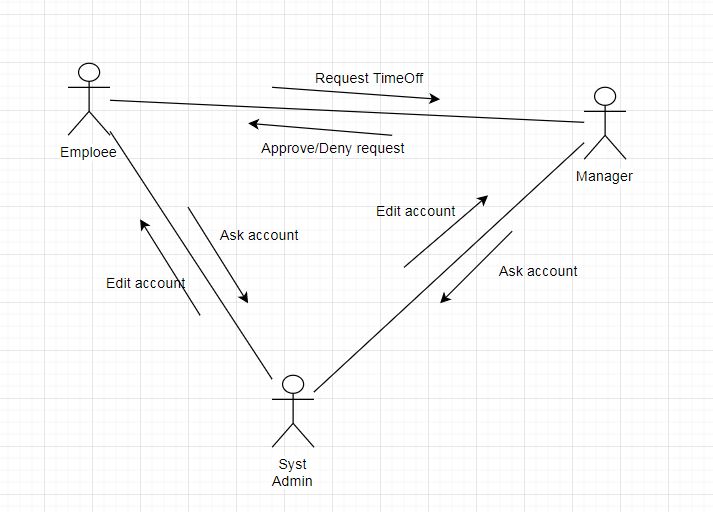 Request TimeOff
Emploee
Approve/Deny request
Manager
Edit account
Ask account
Ask account
Edit account
Syst
Admin